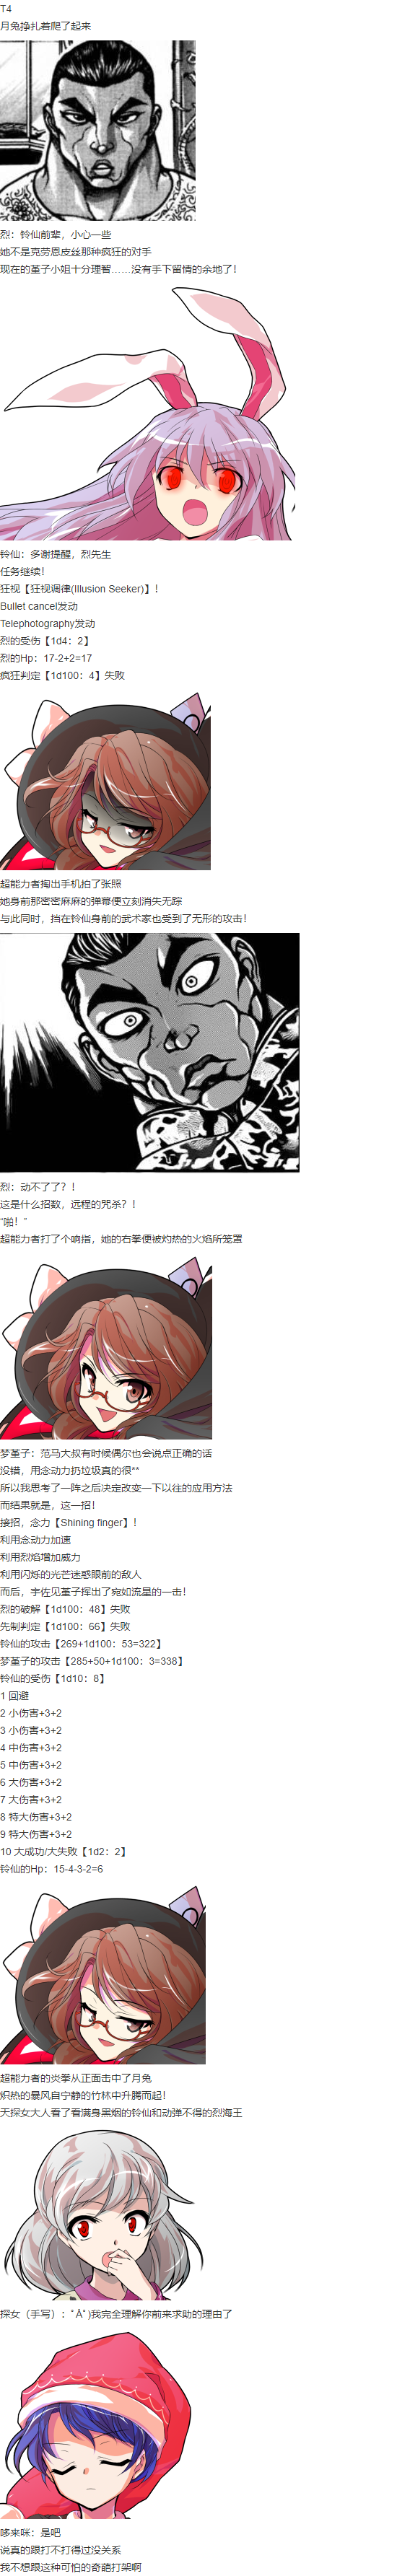 T4
月兔挣扎着爬了起来
烈：铃仙前辈，小心一些
她不是克劳恩皮丝那种疯狂的对手
现在的堇子小姐十分理智……没有手下留情的余地了！
铃仙：多谢提醒，烈先生
任务继续！
狂视【狂视调律(Illusion Seeker)】！
Bullet cancel发动
Telephotography发动
烈的受伤【1d4：2】
烈的Hp：17-2+2=17
疯狂判定【1d100：4】失败
超能力者掏出手机拍了张照
她身前那密密麻麻的弹幕便立刻消失无踪
与此同时，挡在铃仙身前的武术家也受到了无形的攻击！
烈：动不了了？！
这是什么招数，远程的咒杀？！
“啪！”
超能力者打了个响指，她的右拳便被灼热的火焰所笼罩
梦堇子：范马大叔有时候偶尔也会说点正确的话
没错，用念动力扔垃圾真的很**
所以我思考了一阵之后决定改变一下以往的应用方法
而结果就是，这一招！
接招，念力【Shining finger】！
利用念动力加速
利用烈焰增加威力
利用闪烁的光芒迷惑眼前的敌人
而后，宇佐见堇子挥出了宛如流星的一击！
烈的破解【1d100：48】失败
先制判定【1d100：66】失败
铃仙的攻击【269+1d100：53=322】
梦堇子的攻击【285+50+1d100：3=338】
铃仙的受伤【1d10：8】
1 回避
2 小伤害+3+2
3 小伤害+3+2
4 中伤害+3+2
5 中伤害+3+2
6 大伤害+3+2
7 大伤害+3+2
8 特大伤害+3+2
9 特大伤害+3+2
10 大成功/大失败【1d2：2】
铃仙的Hp：15-4-3-2=6
超能力者的炎拳从正面击中了月兔
炽热的暴风自宁静的竹林中升腾而起！
天探女大人看了看满身黑烟的铃仙和动弹不得的烈海王
探女（手写）：ﾟДﾟ)我完全理解你前来求助的理由了
哆来咪：是吧
说真的跟打不打得过没关系
我不想跟这种可怕的奇葩打架啊